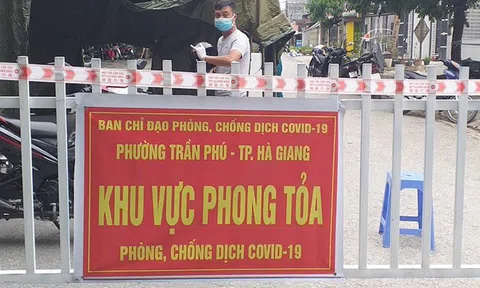 BAN CHỈ ĐẠO PHÒNG, CHỐNG DỊCH COVID-19
PHƯỜNG TRẦN PHÚ - TP. HÀ GIANG
KHU VỰC PHONG TỎA
PHÒNG, CHỐNG DỊCH COVID-19